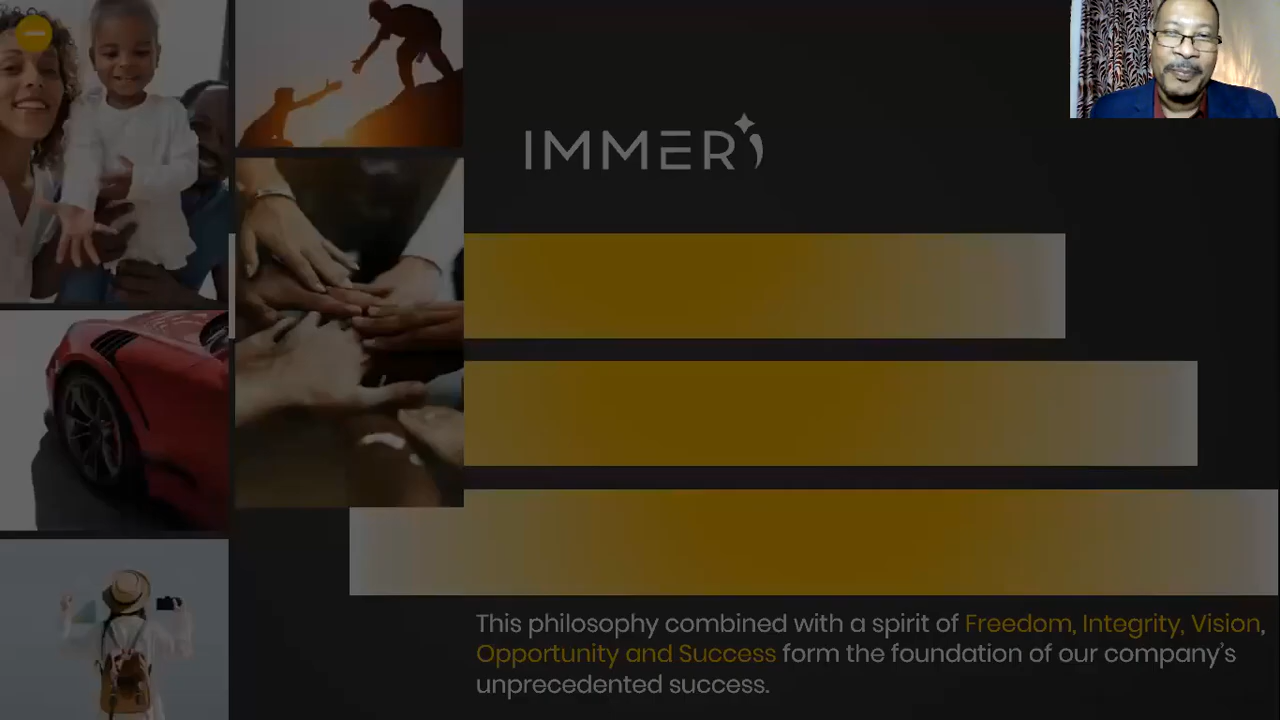 IMMERI
This philosophy combined with a spirit of Freedom, Integrity, Vision,
Opportunity and Success form the foundation of our company's
unprecedented success.